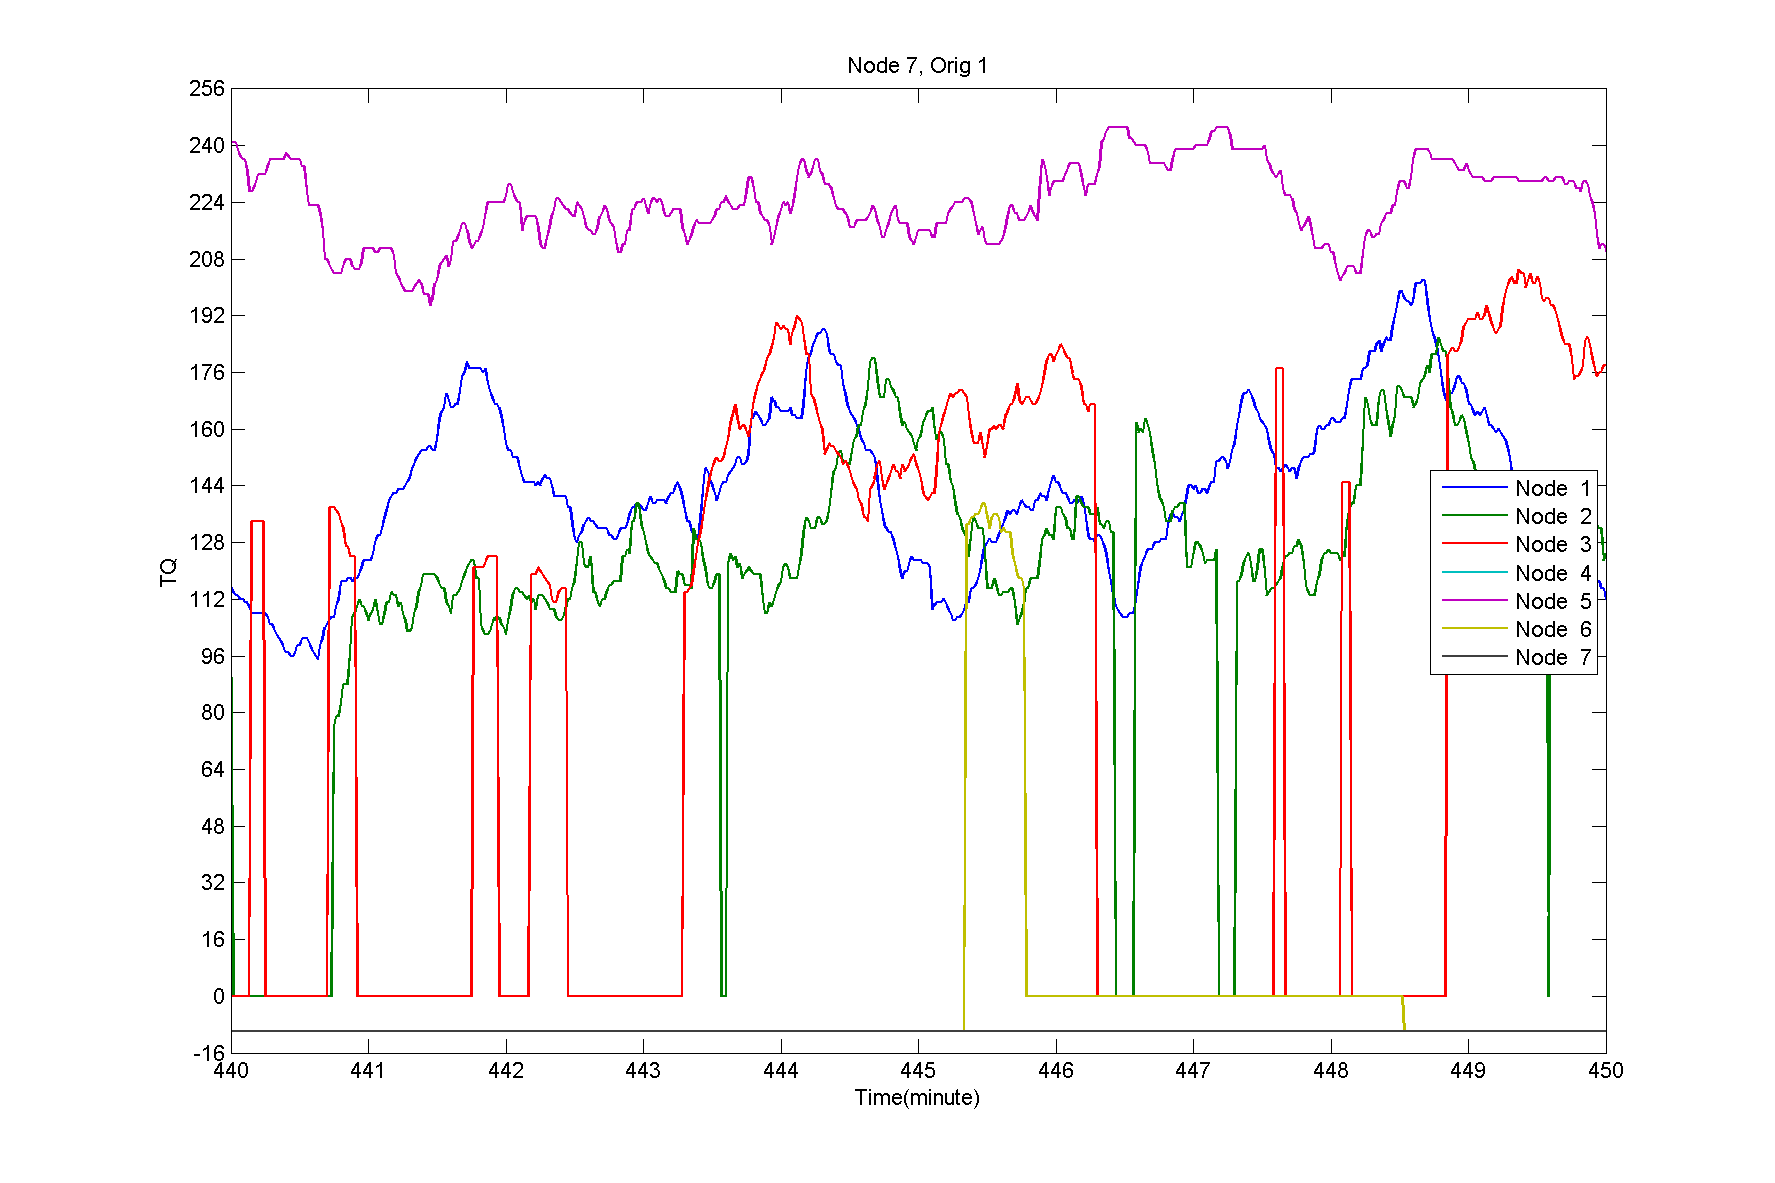 Node 7, Orig 1
256
240
224
208
192
176
160
144
128
112
96
80
64
48
32
16
0
-16
TQ
Node 1
Node 2
Node 3
Node 4
Node 5
Node 6
Node 7
440 441 442 443 444 445 446 447 448 449 450
Time(minute)